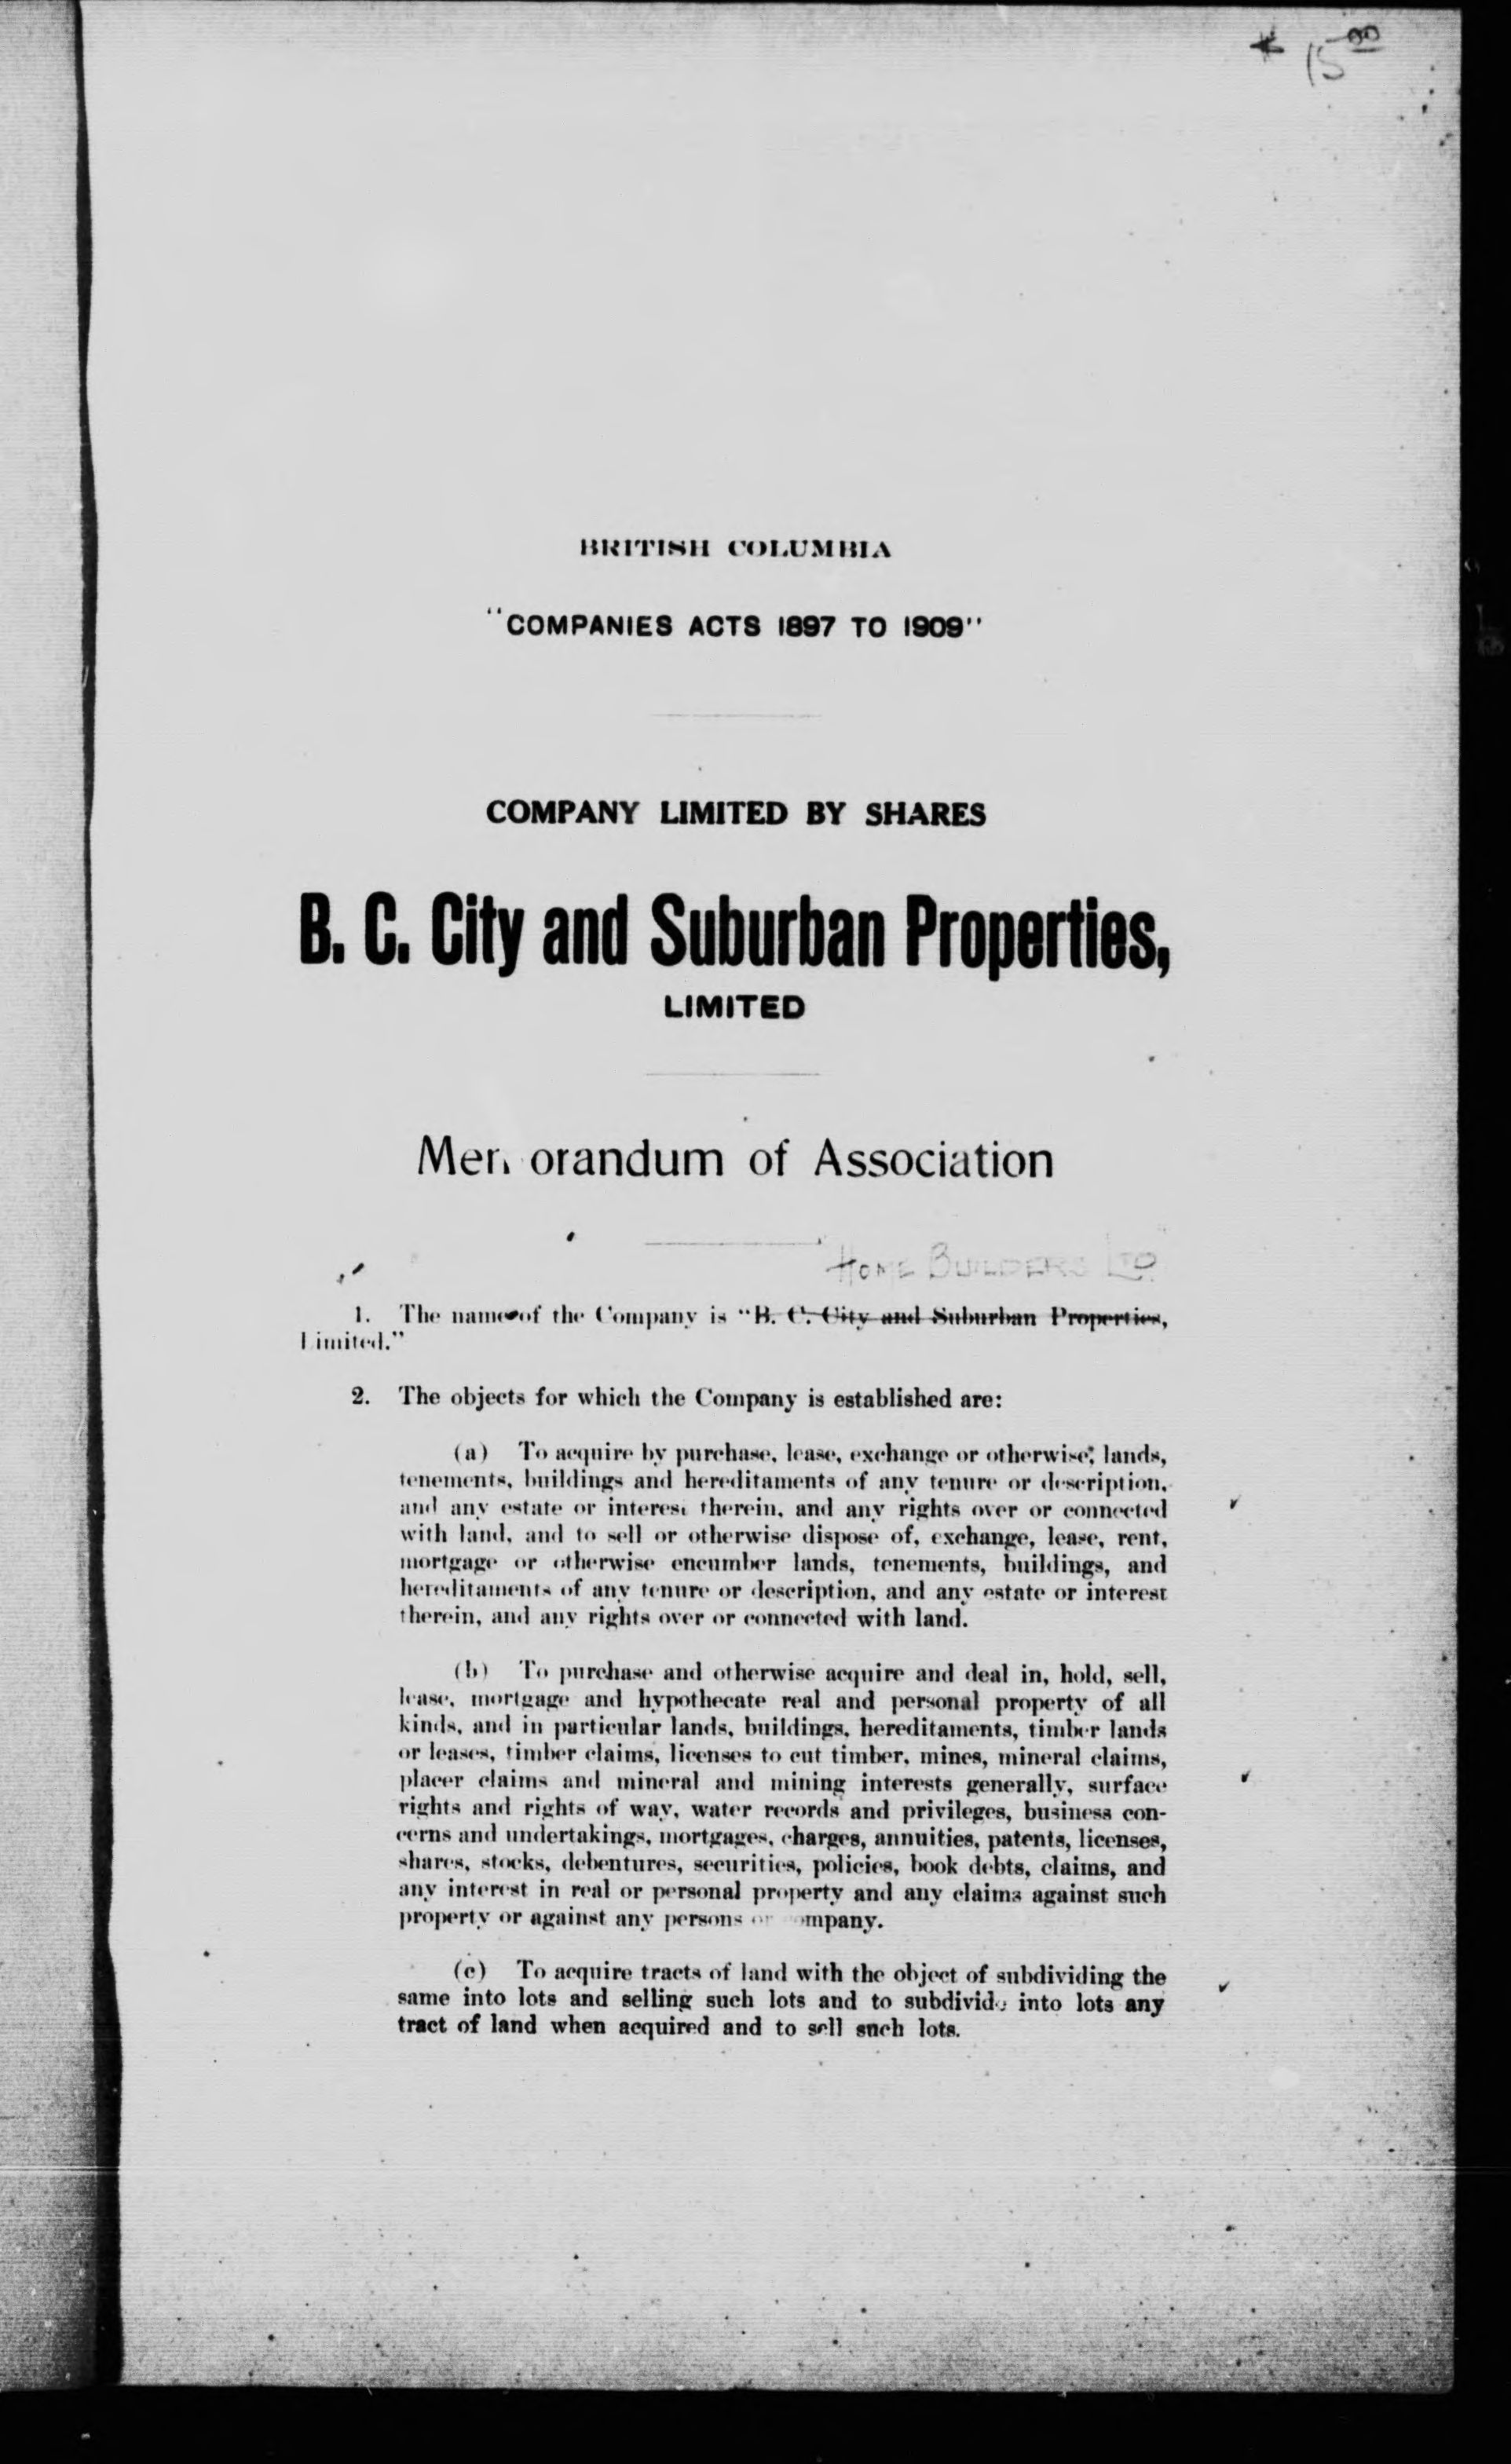 15 00
BRITISH COLUMBIA
"COMPANIES ACTS 1897 TO 1909"
COMPANY LIMITED BY SHARES
B. C. City and Suburban Properties,
LIMITED
Memorandum of Association
HOME BUILDERS LTD
1. The name of the Company is "B. C. City and Suburban Properties,
Limited."
2. The objects for which the Company is established are:
(a) To acquire by purchase, lease, exchange or otherwise, lands,
tenements, buildings and hereditaments of any tenure or description,
and any estate or interest therein, and any rights over or connected
with land, and to sell or otherwise dispose of, exchange, lease, rent,
mortgage or otherwise encumber lands, tenements, buildings, and
hereditaments of any tenure or description, and any estate or interest
therein, and any rights over or connected with land.
(b) To purchase and otherwise acquire and deal in, hold, sell,
lease, mortgage and hypothecate real and personal property of all
kinds, and in particular lands, buildings, hereditaments, timber lands
or leases, timber claims, licenses to cut timber, mines, mineral claims,
placer claims and mineral and mining interests generally, surface
rights and rights of way, water records and privileges, business con-
cerns and undertakings, mortgages, charges, annuities, patents, licenses,
shares, stocks, debentures, securities, policies, book debts, claims, and
any interest in real or personal property and any claims against such
property or against any persons or company.
(c) To acquire tracts of land with the object of subdividing the
same into lots and selling such lots and to subdivide into lots any
tract of land when acquired and to sell such lots.